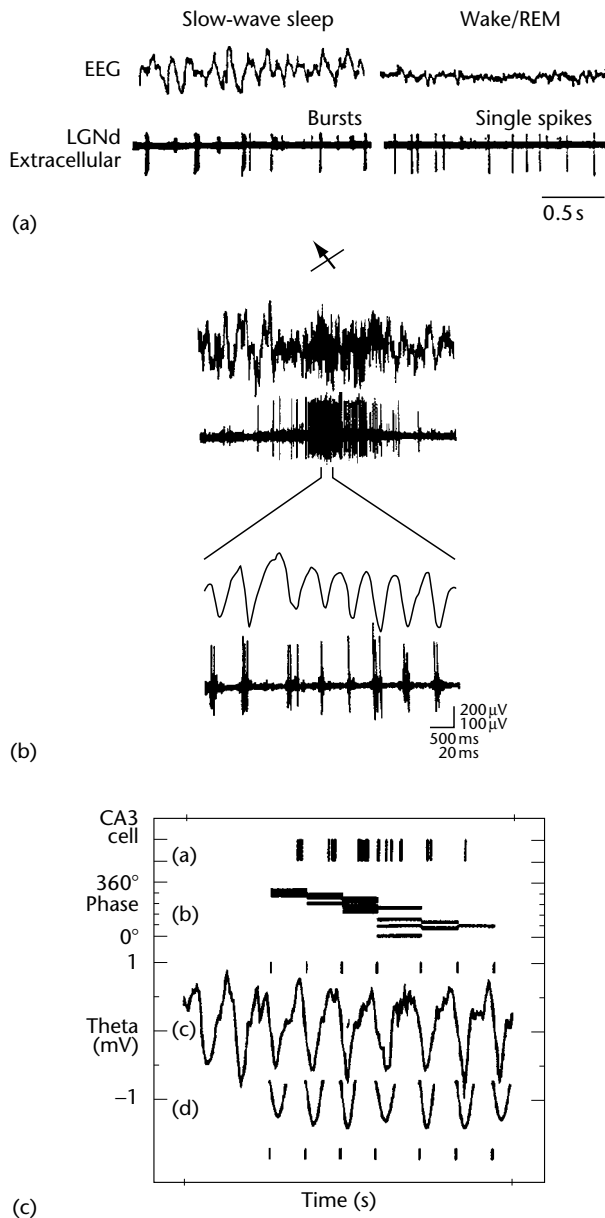 Slow-wave sleep Wake/REM
EEG
Bursts Single spikes
LGNd
Extracellular
0.5 s
(a)
200 μV
100 μV
500 ms
20 ms
(b)
CA3
cell
(a)
360°
Phase
(b)
0°
1
Theta
(mV)
(c)
−1
(d)
Time (s)
(c)